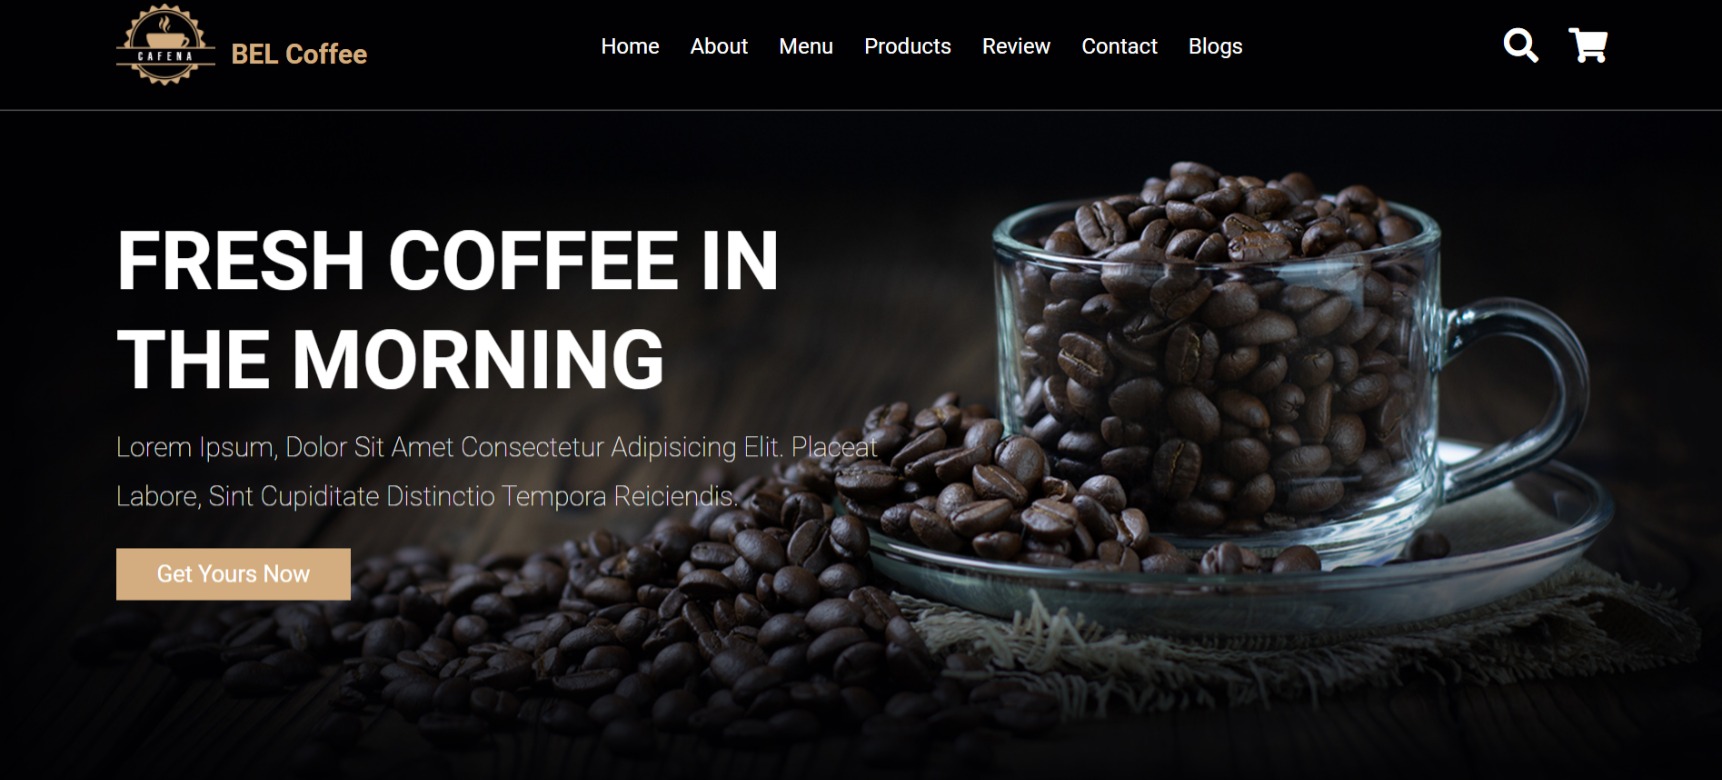 CAFENA
BEL Coffee
Home About Menu Products Review Contact Blogs
FRESH COFFEE IN
THE MORNING
Lorem Ipsum, Dolor Sit Amet Consectetur Adipisicing Elit. Placeat
Labore, Sint Cupiditate Distinctio Tempora Reiciendis.
Get Yours Now